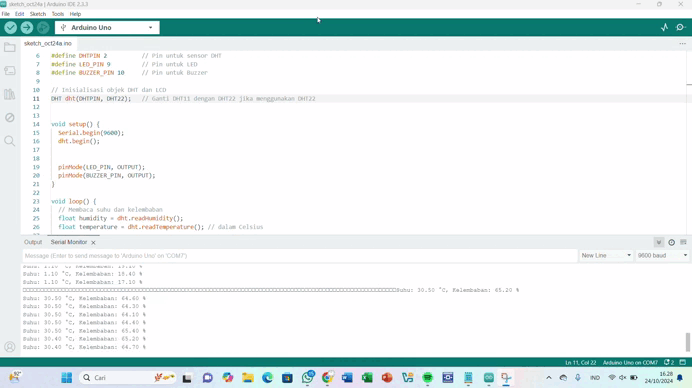 sketch_oct24a | Arduino IDE 2.3.3
File Edit Sketch Tools Help
Arduino Uno
sketch_oct24a.ino
6 #define DHTPIN 2 // Pin untuk sensor DHT
7 #define LED_PIN 9 // Pin untuk LED
8 #define BUZZER_PIN 10 // Pin untuk Buzzer
9
10 // Inisialisasi objek DHT dan LCD
11 DHT dht(DHTPIN, DHT22); // Ganti DHT11 dengan DHT22 jika menggunakan DHT22
12
13
14 void setup() {
15 Serial.begin(9600);
16 dht.begin();
17
18
19 pinMode(LED_PIN, OUTPUT);
20 pinMode(BUZZER_PIN, OUTPUT);
21 }
22
23 void loop() {
24 // Membaca suhu dan kelembaban
25 float humidity = dht.readHumidity();
26 float temperature = dht.readTemperature(); // dalam Celsius
Output Serial Monitor
Message (Enter to send message to 'Arduino Uno' on 'COM7')
New Line 9600 baud
Suhu: 1.10 °C, Kelembaban: 18.40 %
Suhu: 1.10 °C, Kelembaban: 17.10 %
Suhu: 30.50 °C, Kelembaban: 65.20 %
Suhu: 30.50 °C, Kelembaban: 64.60 %
Suhu: 30.50 °C, Kelembaban: 64.30 %
Suhu: 30.50 °C, Kelembaban: 64.10 %
Suhu: 30.50 °C, Kelembaban: 64.40 %
Suhu: 30.50 °C, Kelembaban: 65.40 %
Suhu: 30.40 °C, Kelembaban: 65.20 %
Suhu: 30.40 °C, Kelembaban: 64.70 %
Ln 11, Col 22 Arduino Uno on COM7 2
92°
Cari
IND
16.28
24/10/2024